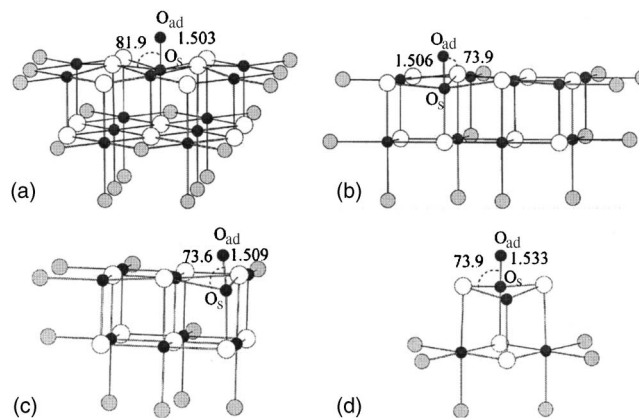 O_ad 1.503
81.9 O_s
(a)
O_ad
1.506 73.9
O_s
(b)
O_ad
73.6 1.509
O_s
(c)
O_ad
73.9 1.533
O_s
(d)